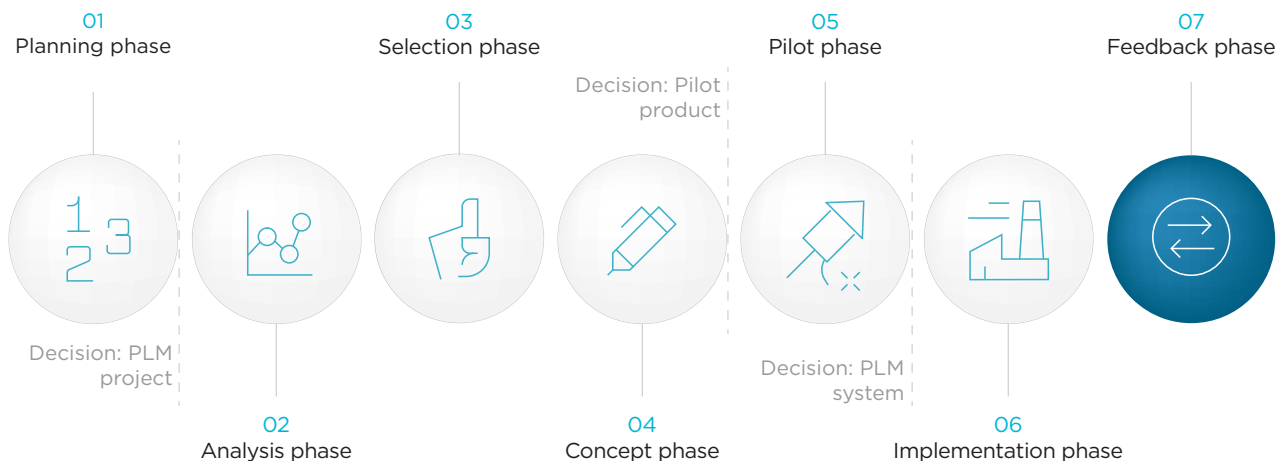 01
Planning phase
03
Selection phase
05
Pilot phase
07
Feedback phase
Decision: Pilot
product
1
2
3
Decision: PLM
project
Decision: PLM
system
02
Analysis phase
04
Concept phase
06
Implementation phase